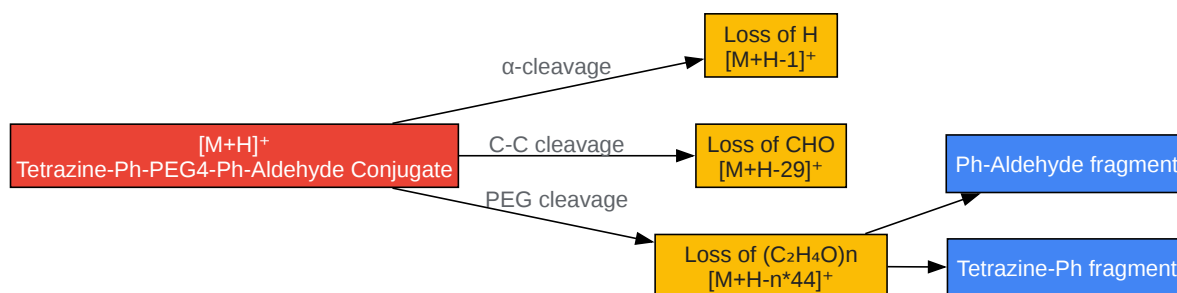 Loss of H
[M+H-1]⁺
α-cleavage
[M+H]⁺
Tetrazine-Ph-PEG4-Ph-Aldehyde Conjugate
C-C cleavage
Loss of CHO
[M+H-29]⁺
Ph-Aldehyde fragment
PEG cleavage
Loss of (C₂H₄O)n
[M+H-n*44]⁺
Tetrazine-Ph fragment